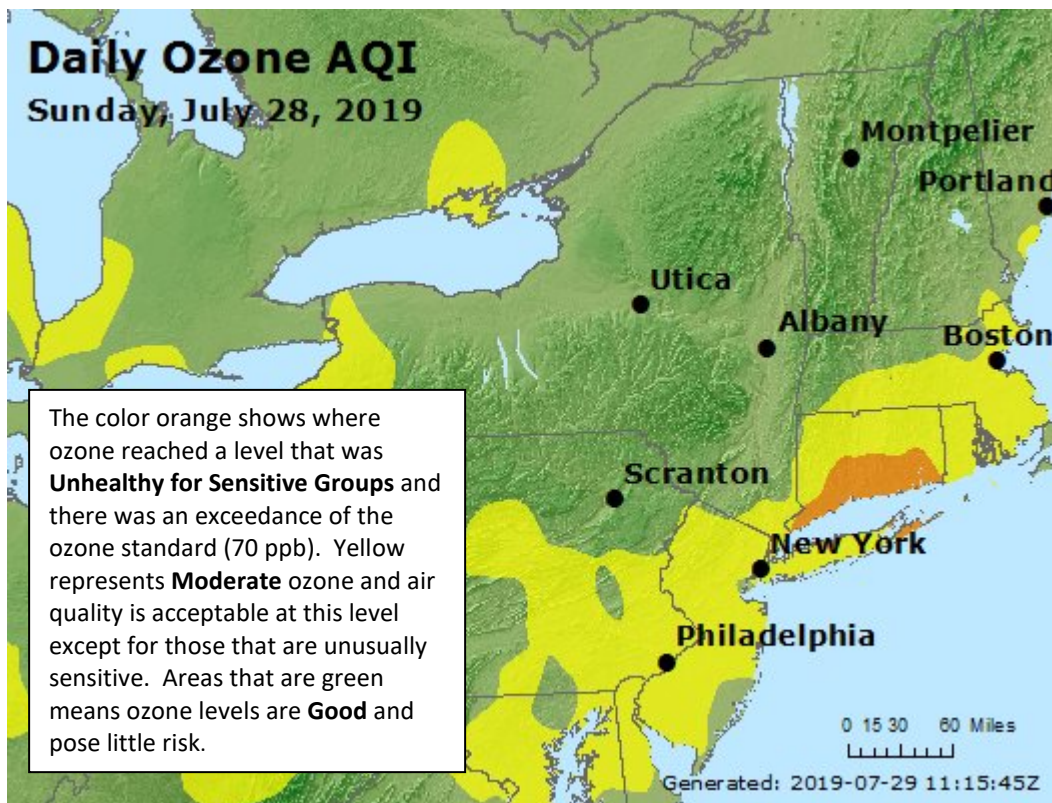 Daily Ozone AQI
Sunday, July 28, 2019
Montpelier
Portland
Utica
Albany
Boston
The color orange shows where
ozone reached a level that was
Unhealthy for Sensitive Groups and
there was an exceedance of the
ozone standard (70 ppb).  Yellow
represents Moderate ozone and air
quality is acceptable at this level
except for those that are unusually
sensitive.  Areas that are green
means ozone levels are Good and
pose little risk.
Scranton
New York
Philadelphia
0 15 30 60 Miles
Generated: 2019-07-29 11:15:45Z